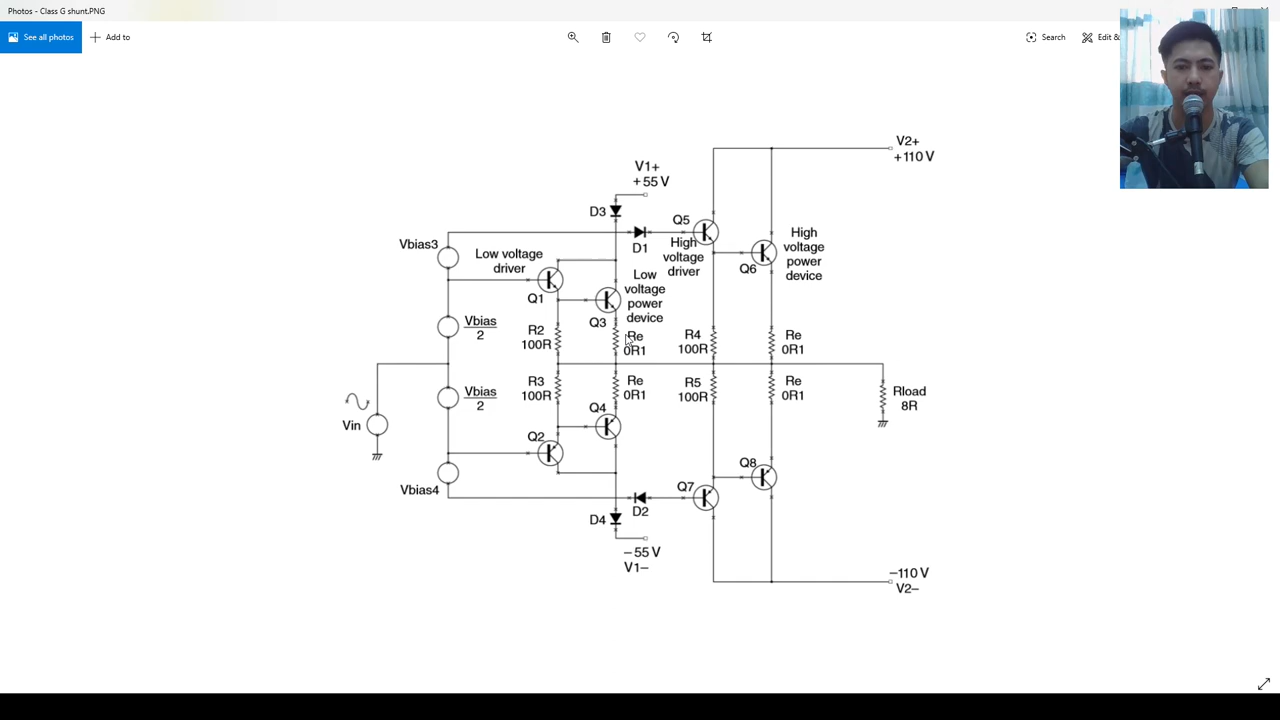 Photos - Class G shunt.PNG
See all photos
Add to
Search
Edit &
V2+
+110 V
V1+
+55 V
D3
Q5
Vbias3
D1
High
voltage
driver
High
voltage
power
device
Low voltage
driver
Q6
Low
voltage
power
device
Q1
Q3
Vbias
2
R2
100R
Re
0R1
R4
100R
Re
0R1
Vbias
2
R3
100R
Re
0R1
R5
100R
Re
0R1
Rload
8R
Q4
Vin
Q2
Q8
Vbias4
Q7
D2
D4
–55 V
V1–
–110 V
V2–